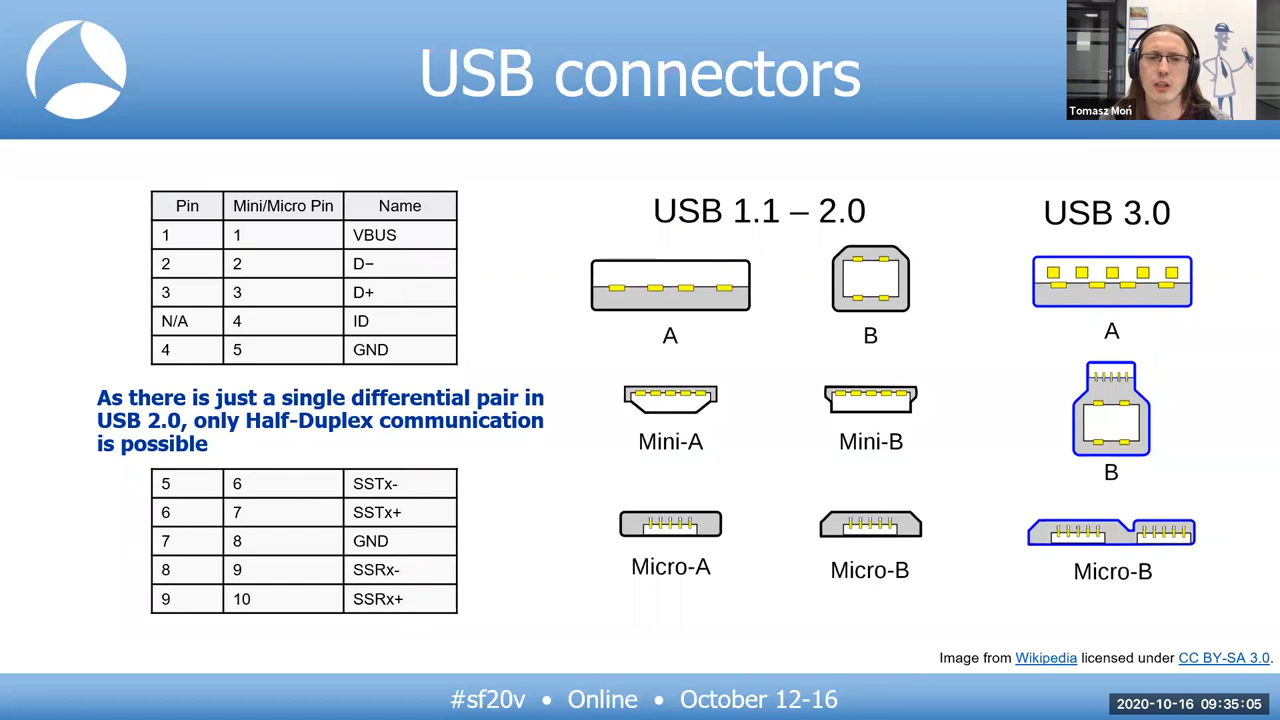 USB connectors
Tomasz Moń
Pin Mini/Micro Pin Name
1 1 VBUS
2 2 D−
3 3 D+
N/A 4 ID
4 5 GND
As there is just a single differential pair in
USB 2.0, only Half-Duplex communication
is possible
5 6 SSTx-
6 7 SSTx+
7 8 GND
8 9 SSRx-
9 10 SSRx+
USB 1.1 – 2.0
A B
Mini-A Mini-B
Micro-A Micro-B
USB 3.0
A
B
Micro-B
Image from Wikipedia licensed under CC BY-SA 3.0.
#sf20v • Online • October 12-16
2020-10-16 09:35:05